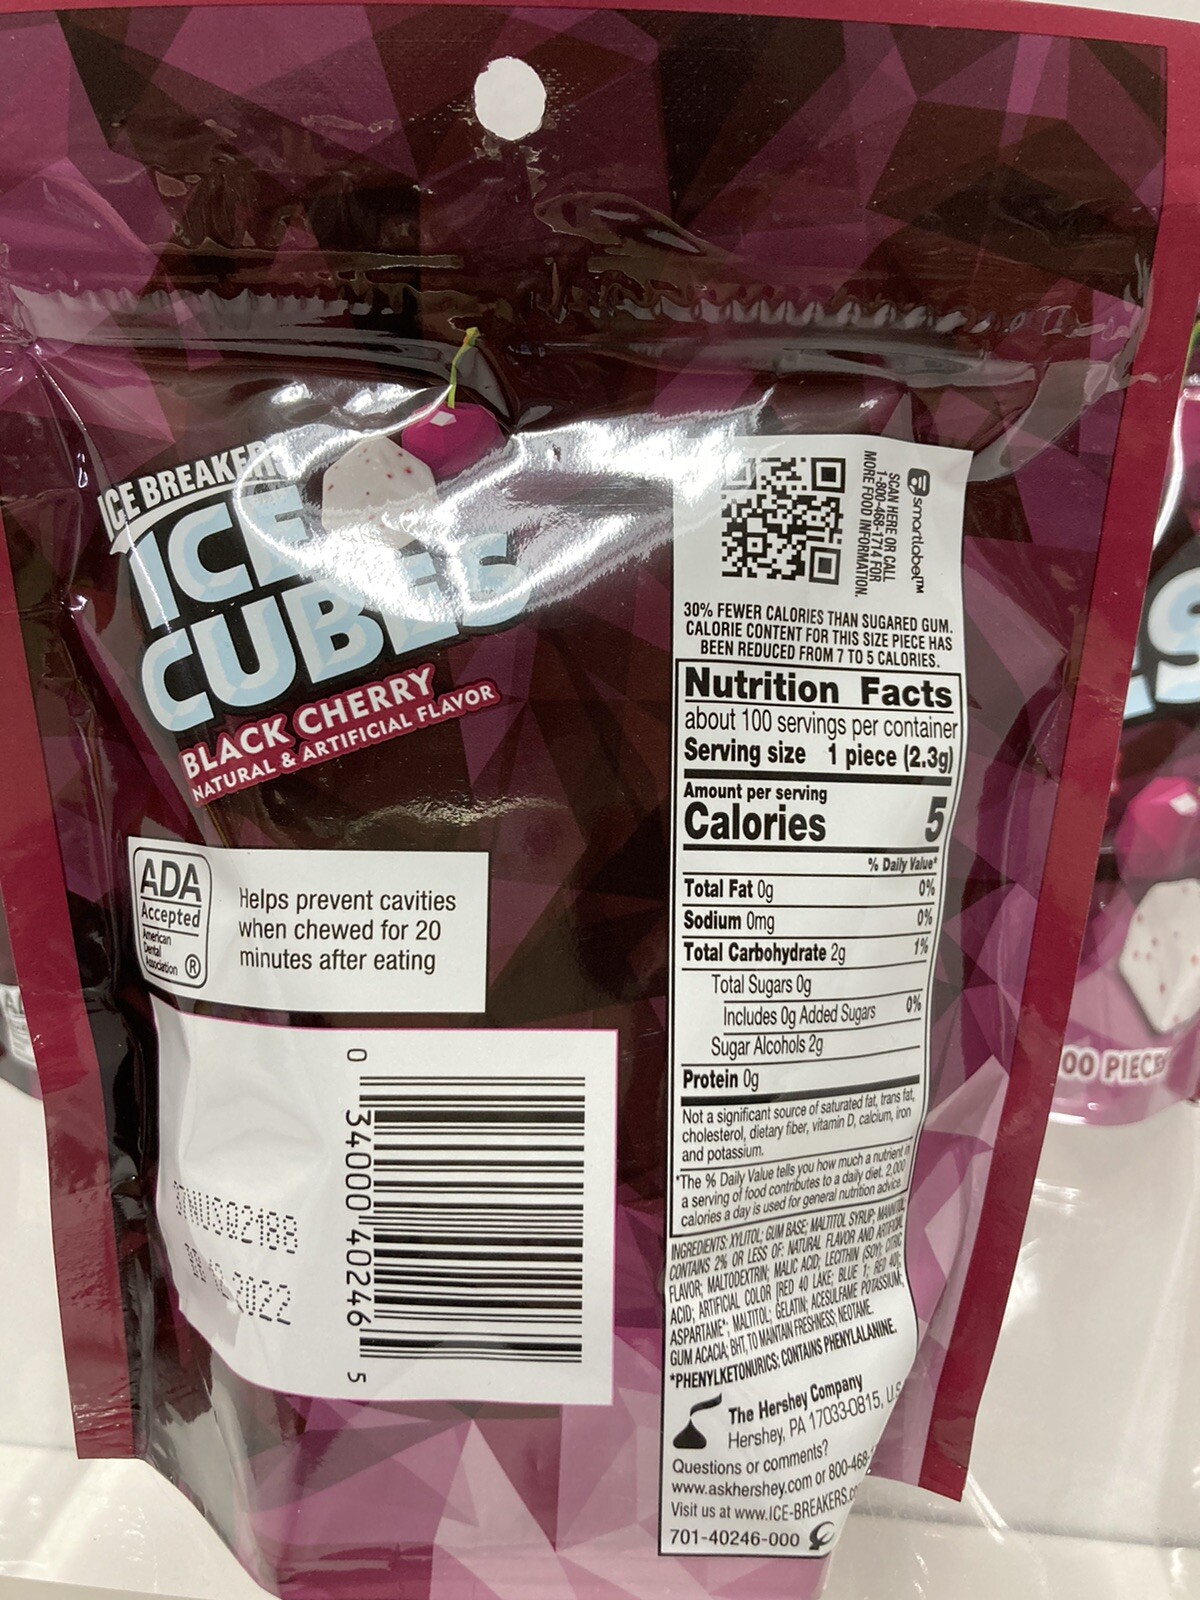 ICE BREAKERS
ICE
CUBES
BLACK CHERRY
NATURAL & ARTIFICIAL FLAVOR
ADA
Accepted
American
Dental
Association ®
Helps prevent cavities
when chewed for 20
minutes after eating
0 34000 40246 5
2022
smartlabel™
SCAN HERE OR CALL
1-800-468-1714 FOR
MORE FOOD INFORMATION.
30% FEWER CALORIES THAN SUGARED GUM.
CALORIE CONTENT FOR THIS SIZE PIECE HAS
BEEN REDUCED FROM 7 TO 5 CALORIES.
Nutrition Facts
about 100 servings per container
Serving size 1 piece (2.3g)
Amount per serving
Calories 5
% Daily Value*
Total Fat 0g 0%
Sodium 0mg 0%
Total Carbohydrate 2g 1%
Total Sugars 0g
Includes 0g Added Sugars 0%
Sugar Alcohols 2g
Protein 0g
Not a significant source of saturated fat, trans fat,
cholesterol, dietary fiber, vitamin D, calcium, iron
and potassium.
*The % Daily Value tells you how much a nutrient in
a serving of food contributes to a daily diet. 2,000
calories a day is used for general nutrition advice.
INGREDIENTS: XYLITOL; GUM BASE; MALTITOL SYRUP; MANNITOL;
CONTAINS 2% OR LESS OF: NATURAL FLAVOR AND ARTIFICIAL
FLAVOR; MALTODEXTRIN; MALIC ACID; LECITHIN (SOY); CITRIC
ACID; ARTIFICIAL COLOR [RED 40 LAKE; BLUE 1; RED 40];
ASPARTAME*; MALTITOL; GELATIN; ACESULFAME POTASSIUM;
GUM ACACIA; BHT, TO MAINTAIN FRESHNESS; NEOTAME.
*PHENYLKETONURICS: CONTAINS PHENYLALANINE.
The Hershey Company
Hershey, PA 17033-0815, U.S.
Questions or comments?
www.askhershey.com or 800-468-
Visit us at www.ICE-BREAKERS.co
701-40246-000
S
00 PIECES